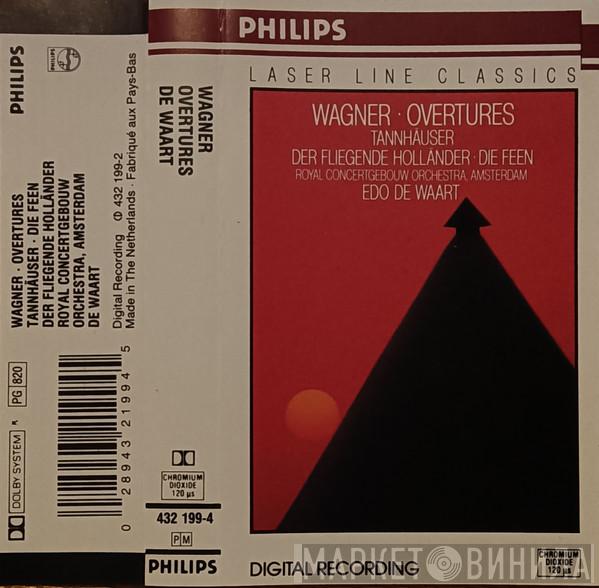 PHILIPS
WAGNER · OVERTURES
TANNHÄUSER · DIE FEEN
DER FLIEGENDE HOLLÄNDER
ROYAL CONCERTGEBOUW
ORCHESTRA, AMSTERDAM
DE WAART
Digital Recording ℗ 432 199-2
Made in The Netherlands · Fabriqué aux Pays-Bas
PG 820
DOLBY SYSTEM
0 28943 21994 5
WAGNER
OVERTURES
DE WAART
CHROMIUM
DIOXIDE
120 µs
432 199-4
PM
PHILIPS
PHILIPS
LASER LINE CLASSICS
WAGNER · OVERTURES
TANNHÄUSER
DER FLIEGENDE HOLLÄNDER · DIE FEEN
ROYAL CONCERTGEBOUW ORCHESTRA, AMSTERDAM
EDO DE WAART
DIGITAL RECORDING
CHROMIUM
DIOXIDE
120 µs
МАРКЕТ ВИНИЛА